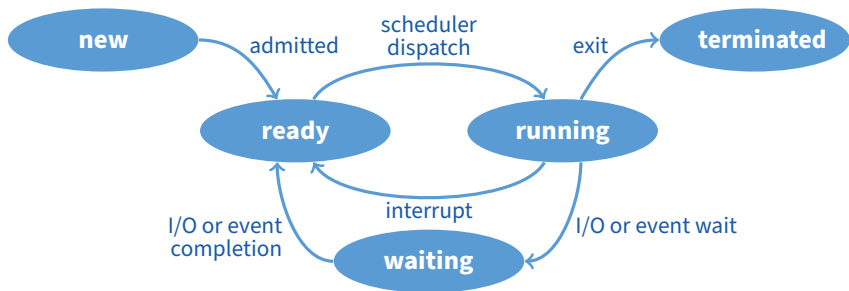 new
admitted
scheduler
dispatch
exit
terminated
ready
running
interrupt
I/O or event
completion
I/O or event wait
waiting